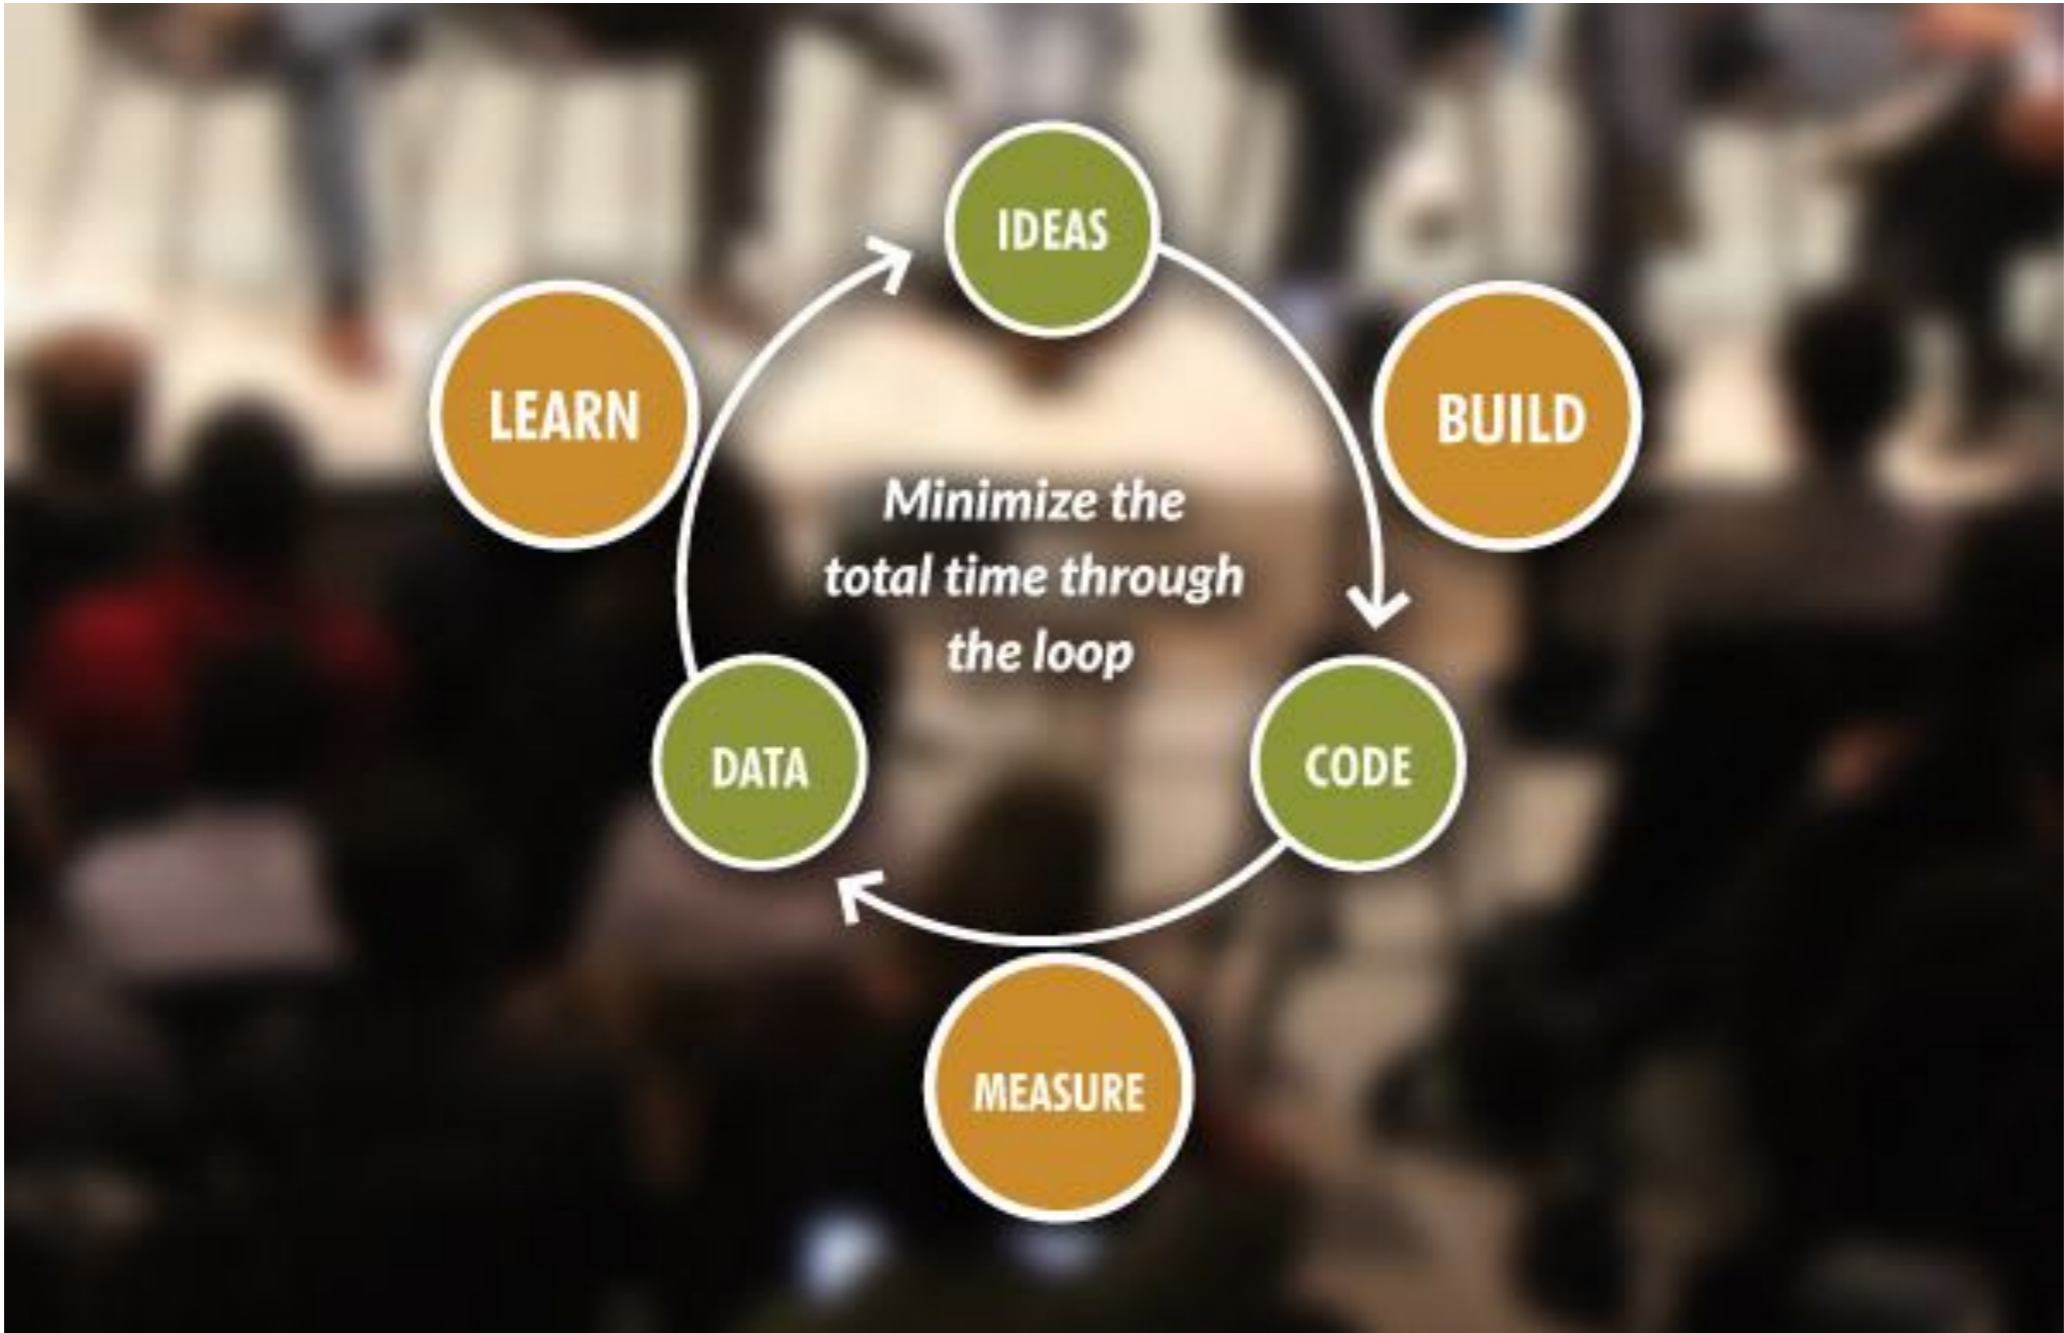 IDEAS
LEARN
BUILD
Minimize the
total time through
the loop
DATA
CODE
MEASURE